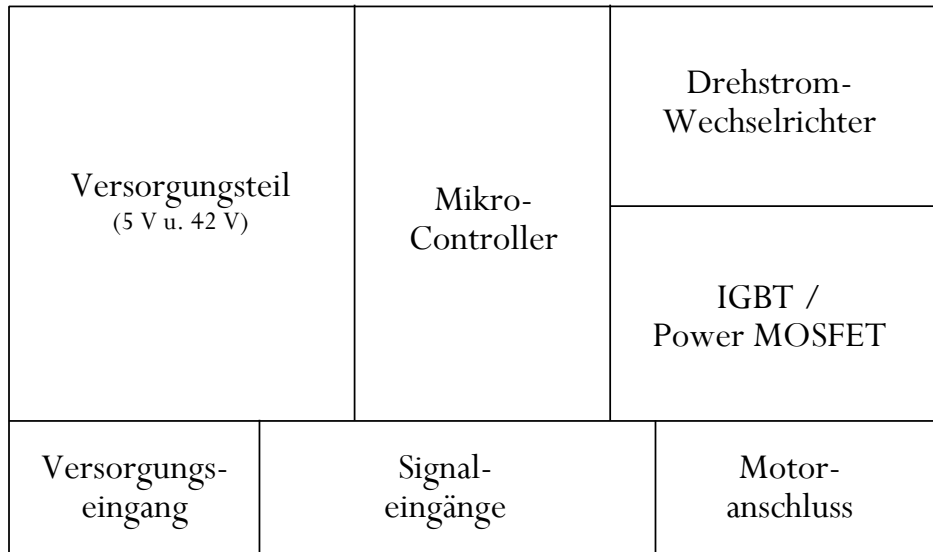 Versorgungsteil
(5 V u. 42 V)
Mikro-
Controller
Drehstrom-
Wechselrichter
IGBT /
Power MOSFET
Versorgungs-
eingang
Signal-
eingänge
Motor-
anschluss